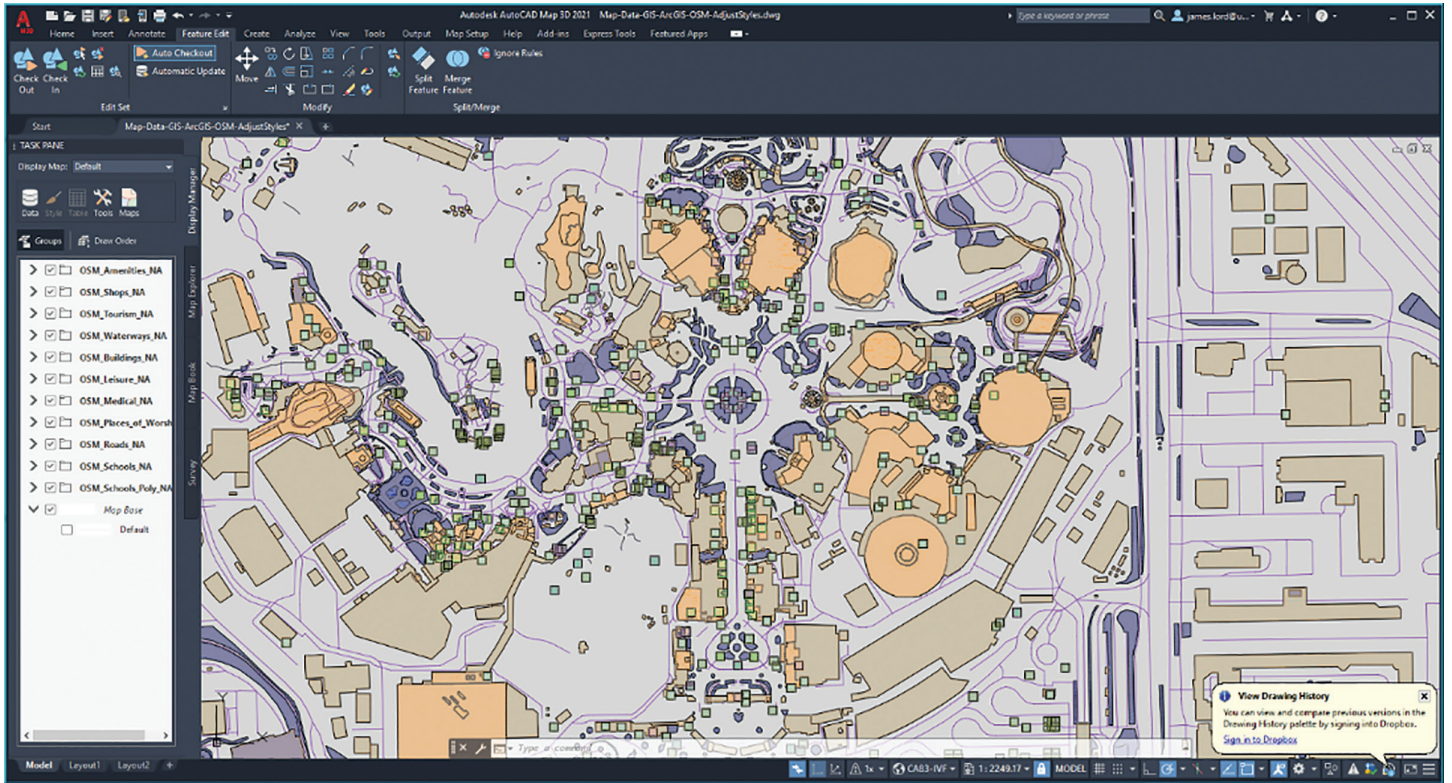 Autodesk AutoCAD Map 3D 2021 Map-Data-GIS-ArcGIS-OSM-AdjustStyles.dwg
Type a keyword or phrase
james.lord@u...
Home Insert Annotate Feature Edit Create Analyze View Tools Output Map Setup Help Add-ins Express Tools Featured Apps
Check Out
Check In
Auto Checkout
Automatic Update
Edit Set
Move
Modify
Split Feature
Merge Feature
Ignore Rules
Split/Merge
Start
Map-Data-GIS-ArcGIS-OSM-AdjustStyles*
TASK PANE
Display Map: Default
Data Style Table Tools Maps
Groups Draw Order
Display Manager
Map Explorer
Map Book
Survey
OSM_Amenities_NA
OSM_Shops_NA
OSM_Tourism_NA
OSM_Waterways_NA
OSM_Buildings_NA
OSM_Leisure_NA
OSM_Medical_NA
OSM_Places_of_Worsh
OSM_Roads_NA
OSM_Schools_NA
OSM_Schools_Poly_NA
Map Base
Default
Type a command
View Drawing History
You can view and compare previous versions in the
Drawing History palette by signing into Dropbox.
Sign in to Dropbox
Model Layout1 Layout2 +
1x CA83-IVF 1:2249.17 MODEL